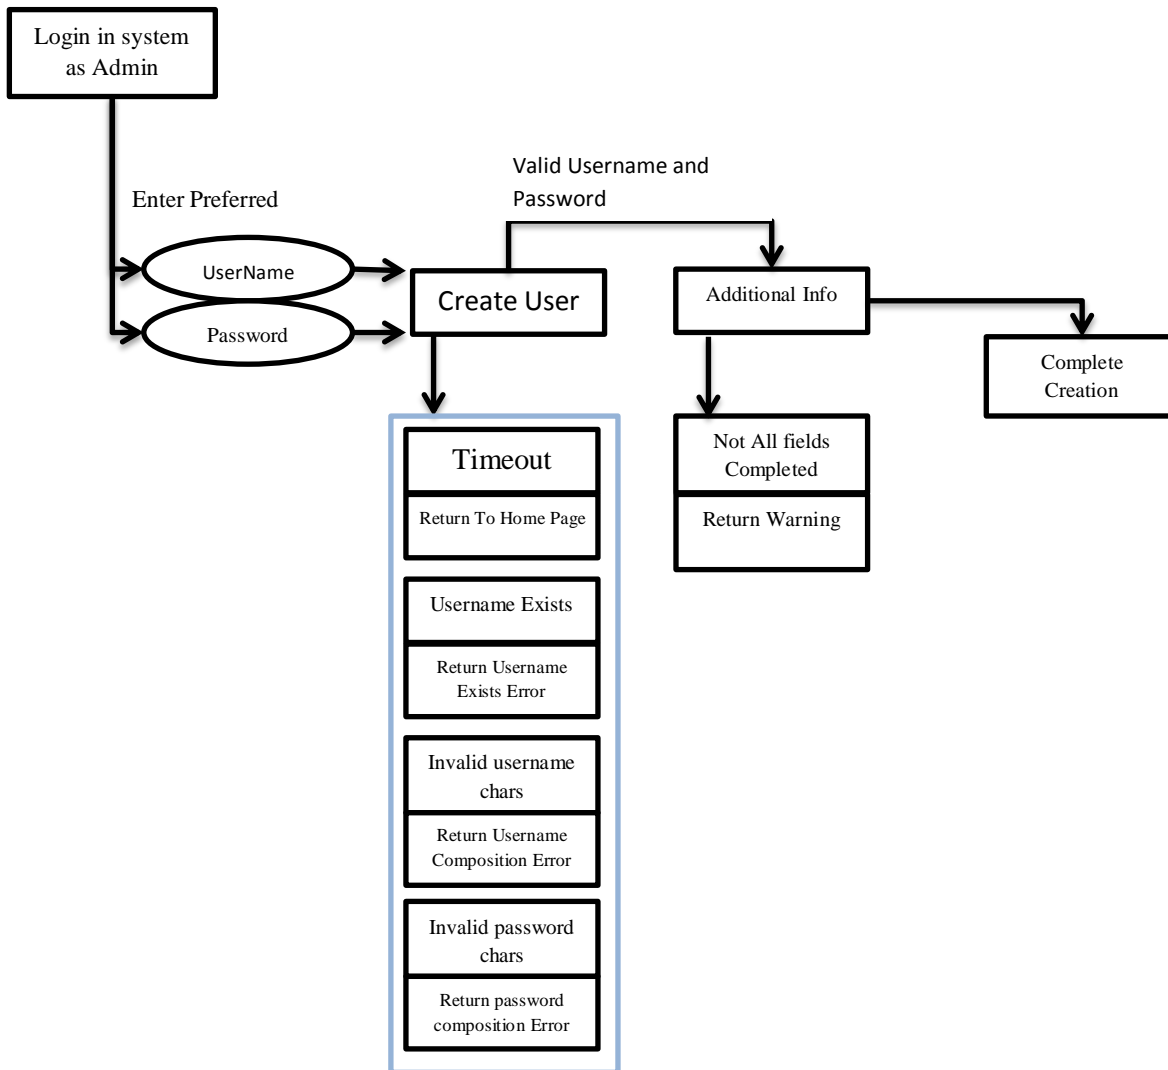 Login in system
as Admin
Valid Username and
Password
Enter Preferred
UserName
Password
Create User
Additional Info
Complete
Creation
Timeout
Return To Home Page
Username Exists
Return Username
Exists Error
Invalid username
chars
Return Username
Composition Error
Invalid password
chars
Return password
composition Error
Not All fields
Completed
Return Warning